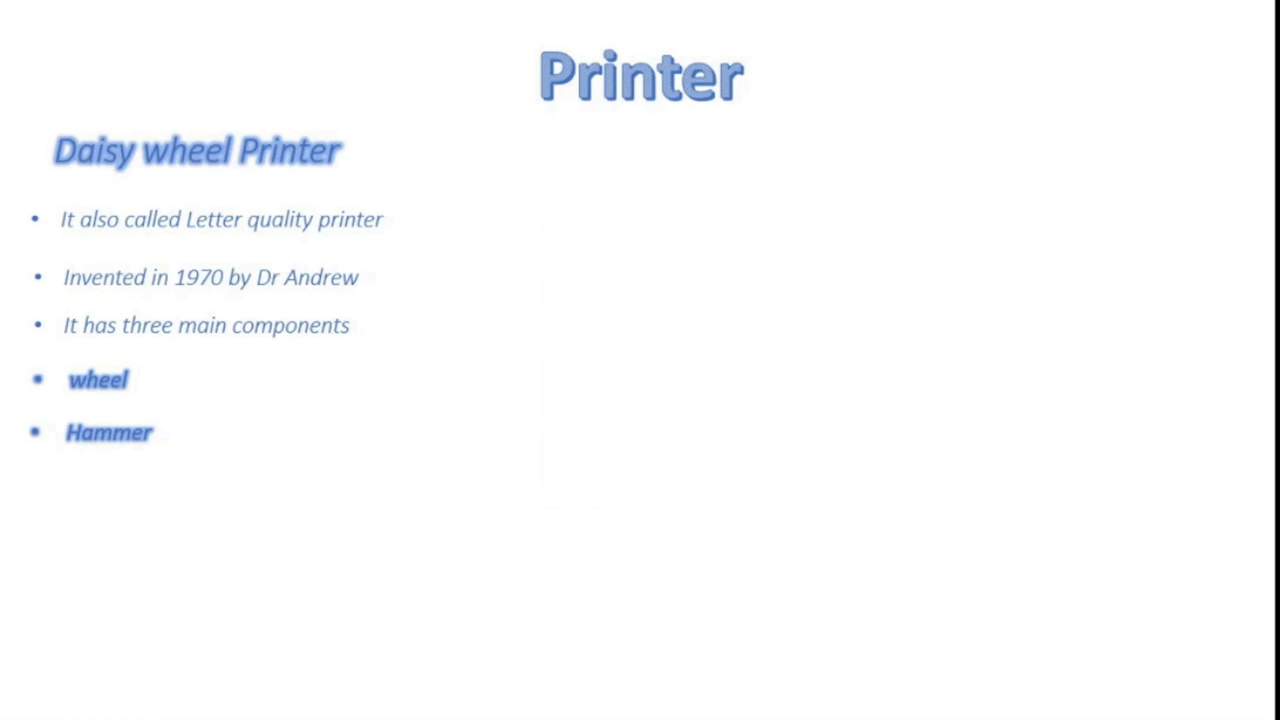 Printer
Daisy wheel Printer
• It also called Letter quality printer
• Invented in 1970 by Dr Andrew
• It has three main components
• wheel
• Hammer